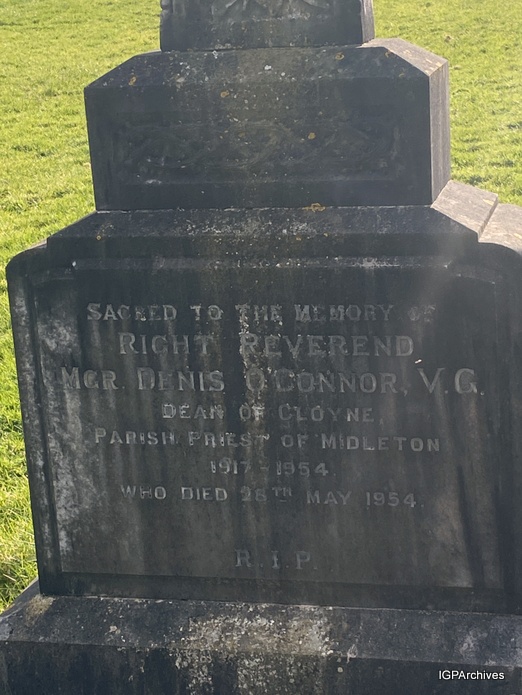 SACRED TO THE MEMORY OF
RIGHT REVEREND
MGR. DENIS O'CONNOR, V.G.
DEAN OF CLOYNE,
PARISH PRIEST OF MIDLETON
1917-1954.
WHO DIED 28TH MAY 1954.
R.I.P.
IGPArchives